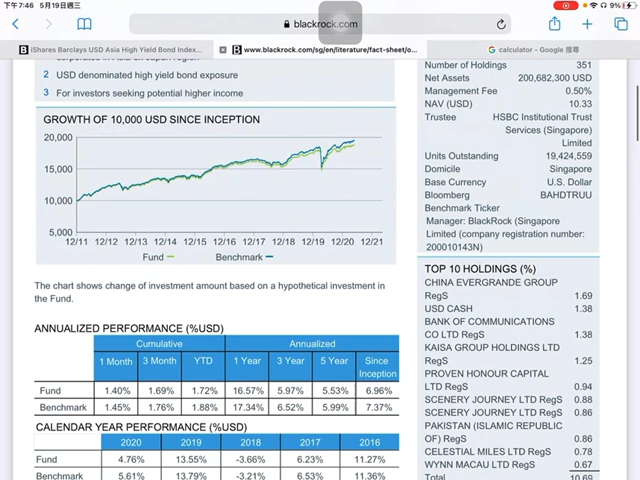 下午7:46 5月19日週三
9%
blackrock.com
iShares Barclays USD Asia High Yield Bond Index...
www.blackrock.com/sg/en/literature/fact-sheet/o...
calculator - Google 搜尋
2 USD denominated high yield bond exposure
3 For investors seeking potential higher income
GROWTH OF 10,000 USD SINCE INCEPTION
20,000
15,000
10,000
5,000
12/11 12/12 12/13 12/14 12/15 12/16 12/17 12/18 12/19 12/20 12/21
Fund Benchmark
The chart shows change of investment amount based on a hypothetical investment in
the Fund.
ANNUALIZED PERFORMANCE (%USD)
Cumulative Annualized
1 Month 3 Month YTD 1 Year 3 Year 5 Year Since Inception
Fund 1.40% 1.69% 1.72% 16.57% 5.97% 5.53% 6.96%
Benchmark 1.45% 1.76% 1.88% 17.34% 6.52% 5.99% 7.37%
CALENDAR YEAR PERFORMANCE (%USD)
2020 2019 2018 2017 2016
Fund 4.76% 13.55% -3.66% 6.23% 11.27%
Benchmark 5.61% 13.79% -3.21% 6.53% 11.36%
Number of Holdings 351
Net Assets 200,682,300 USD
Management Fee 0.50%
NAV (USD) 10.33
Trustee HSBC Institutional Trust
Services (Singapore)
Limited
Units Outstanding 19,424,559
Domicile Singapore
Base Currency U.S. Dollar
Bloomberg BAHDTRUU
Benchmark Ticker
Manager: BlackRock (Singapore
Limited (company registration number:
200010143N)
TOP 10 HOLDINGS (%)
CHINA EVERGRANDE GROUP
RegS 1.69
USD CASH 1.38
BANK OF COMMUNICATIONS
CO LTD RegS 1.38
KAISA GROUP HOLDINGS LTD
RegS 1.25
PROVEN HONOUR CAPITAL
LTD RegS 0.94
SCENERY JOURNEY LTD RegS 0.88
SCENERY JOURNEY LTD RegS 0.86
PAKISTAN (ISLAMIC REPUBLIC
OF) RegS 0.86
CELESTIAL MILES LTD RegS 0.78
WYNN MACAU LTD RegS 0.67
Total 10.69